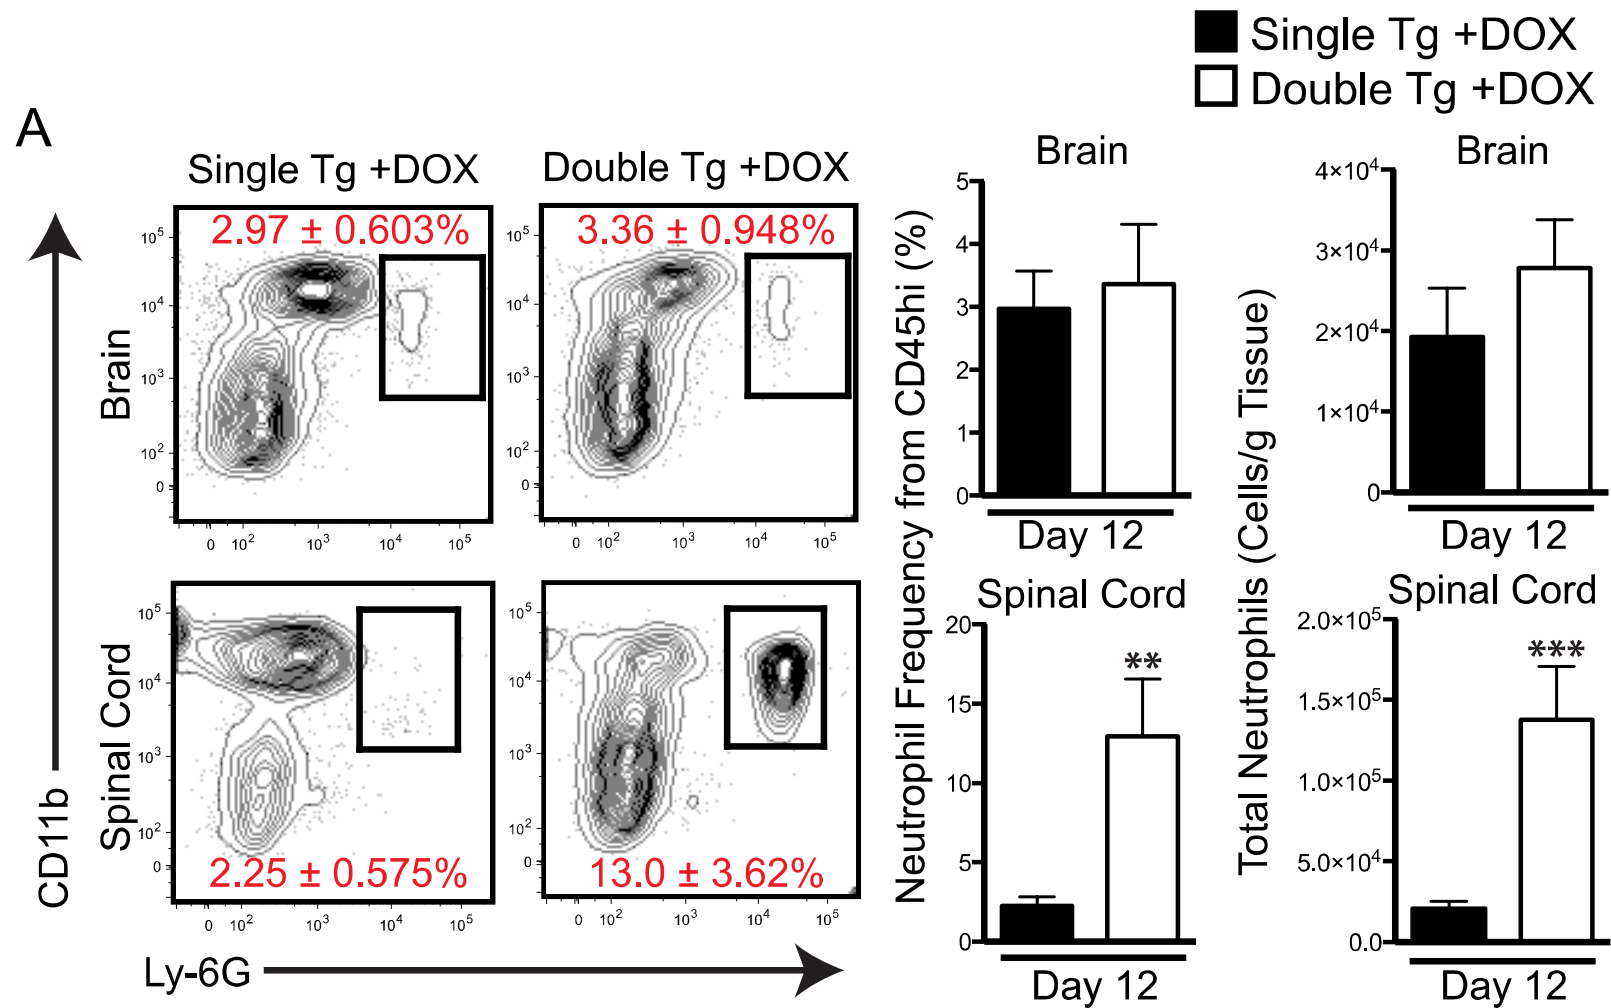 Single Tg +DOX
Double Tg +DOX
A
Single Tg +DOX
Double Tg +DOX
Brain
Spinal Cord
CD11b
Ly-6G
2.97 ± 0.603%
10⁵
10⁴
10³
10²
0
0 10² 10³ 10⁴ 10⁵
3.36 ± 0.948%
10⁵
10⁴
10³
10²
0
0 10² 10³ 10⁴ 10⁵
2.25 ± 0.575%
10⁵
10⁴
10³
10²
0
0 10² 10³ 10⁴ 10⁵
13.0 ± 3.62%
10⁵
10⁴
10³
10²
0
0 10² 10³ 10⁴ 10⁵
Neutrophil Frequency from CD45hi (%)
Brain
5
4
3
2
1
0
Day 12
Spinal Cord
20
15
10
5
0
**
Day 12
Total Neutrophils (Cells/g Tissue)
Brain
4×10⁴
3×10⁴
2×10⁴
1×10⁴
0
Day 12
Spinal Cord
2.0×10⁵
1.5×10⁵
1.0×10⁵
5.0×10⁴
0.0
***
Day 12